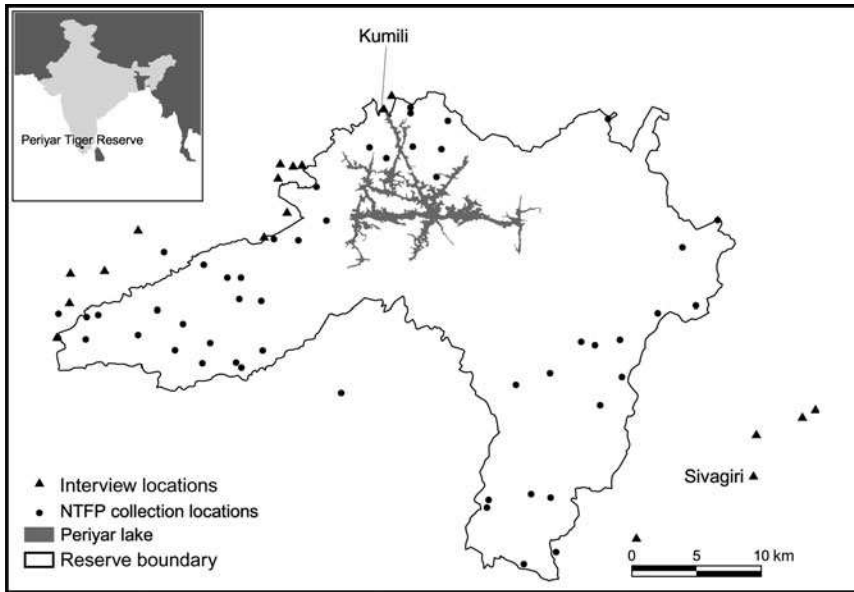 Kumili
Periyar Tiger Reserve
Sivagiri
Interview locations
NTFP collection locations
Periyar lake
Reserve boundary
0 5 10 km